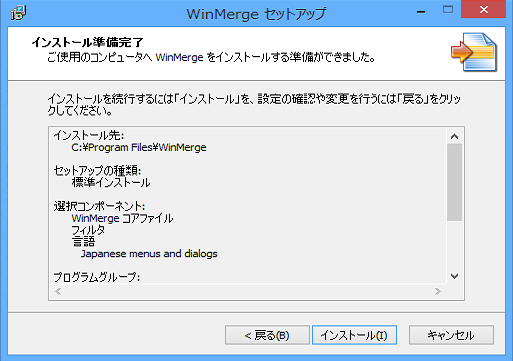 WinMerge セットアップ
インストール準備完了
ご使用のコンピュータへ WinMerge をインストールする準備ができました。
インストールを続行するには「インストール」を、設定の確認や変更を行うには「戻る」をクリッ
クしてください。
インストール先:
C:¥Program Files¥WinMerge
セットアップの種類:
標準インストール
選択コンポーネント:
WinMerge コアファイル
フィルタ
言語
Japanese menus and dialogs
プログラムグループ:
< 戻る(B)
インストール(I)
キャンセル